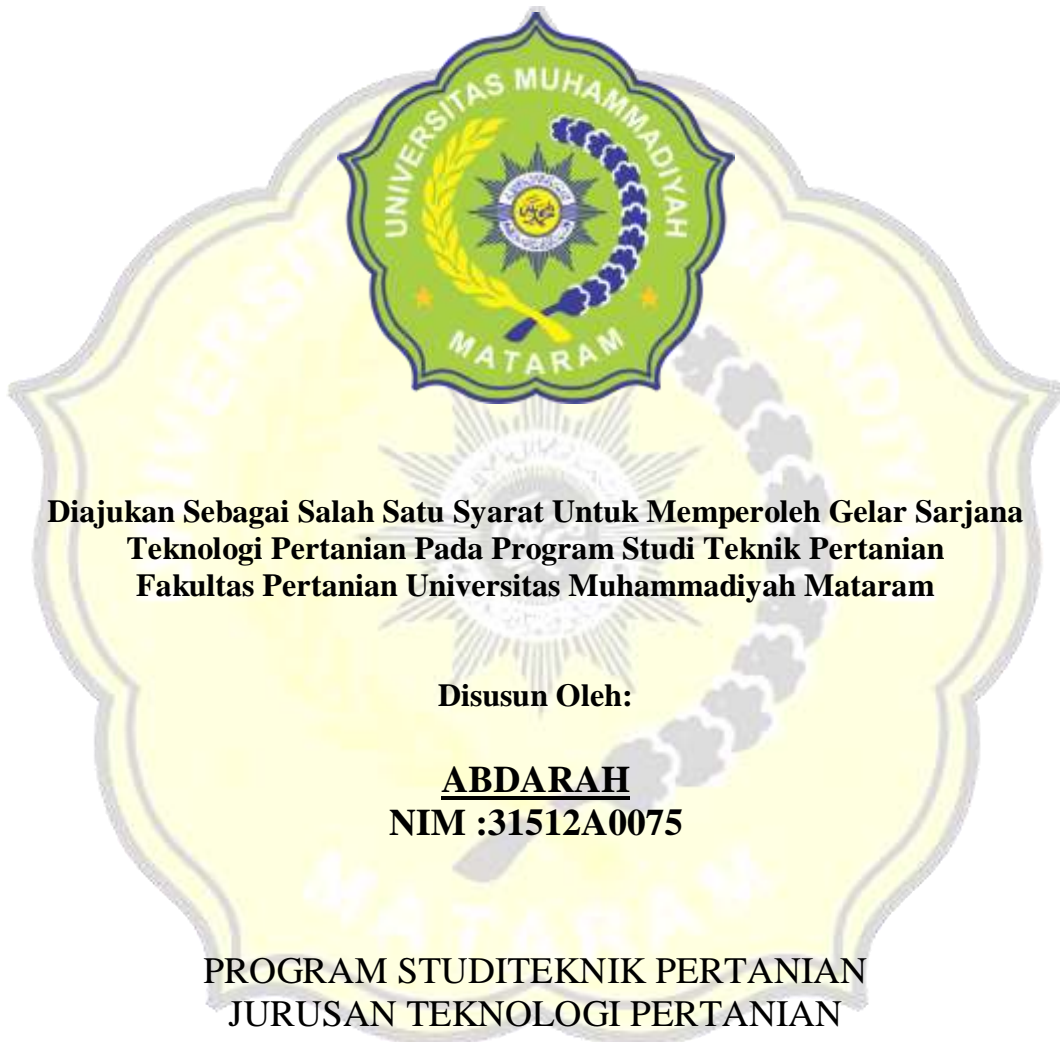 UNIVERSITAS MUHAMMADIYAH
MATARAM
Diajukan Sebagai Salah Satu Syarat Untuk Memperoleh Gelar Sarjana
Teknologi Pertanian Pada Program Studi Teknik Pertanian
Fakultas Pertanian Universitas Muhammadiyah Mataram
Disusun Oleh:
ABDARAH
NIM :31512A0075
PROGRAM STUDITEKNIK PERTANIAN
JURUSAN TEKNOLOGI PERTANIAN